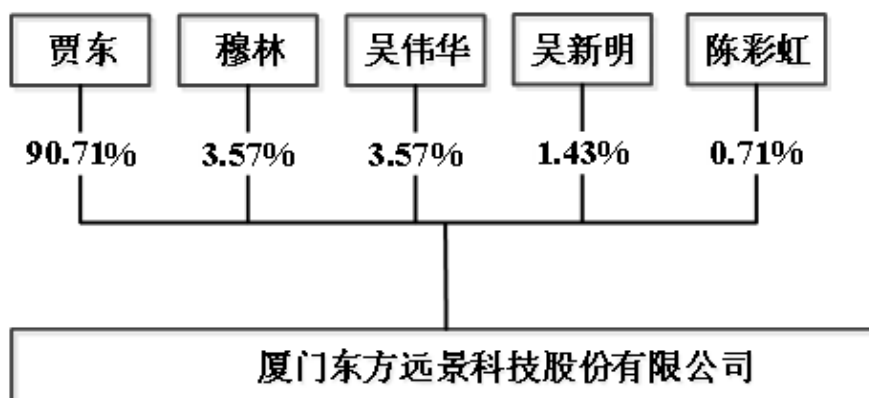 贾东 穆林 吴伟华 吴新明 陈彩虹
90.71% 3.57% 3.57% 1.43% 0.71%
厦门东方远景科技股份有限公司